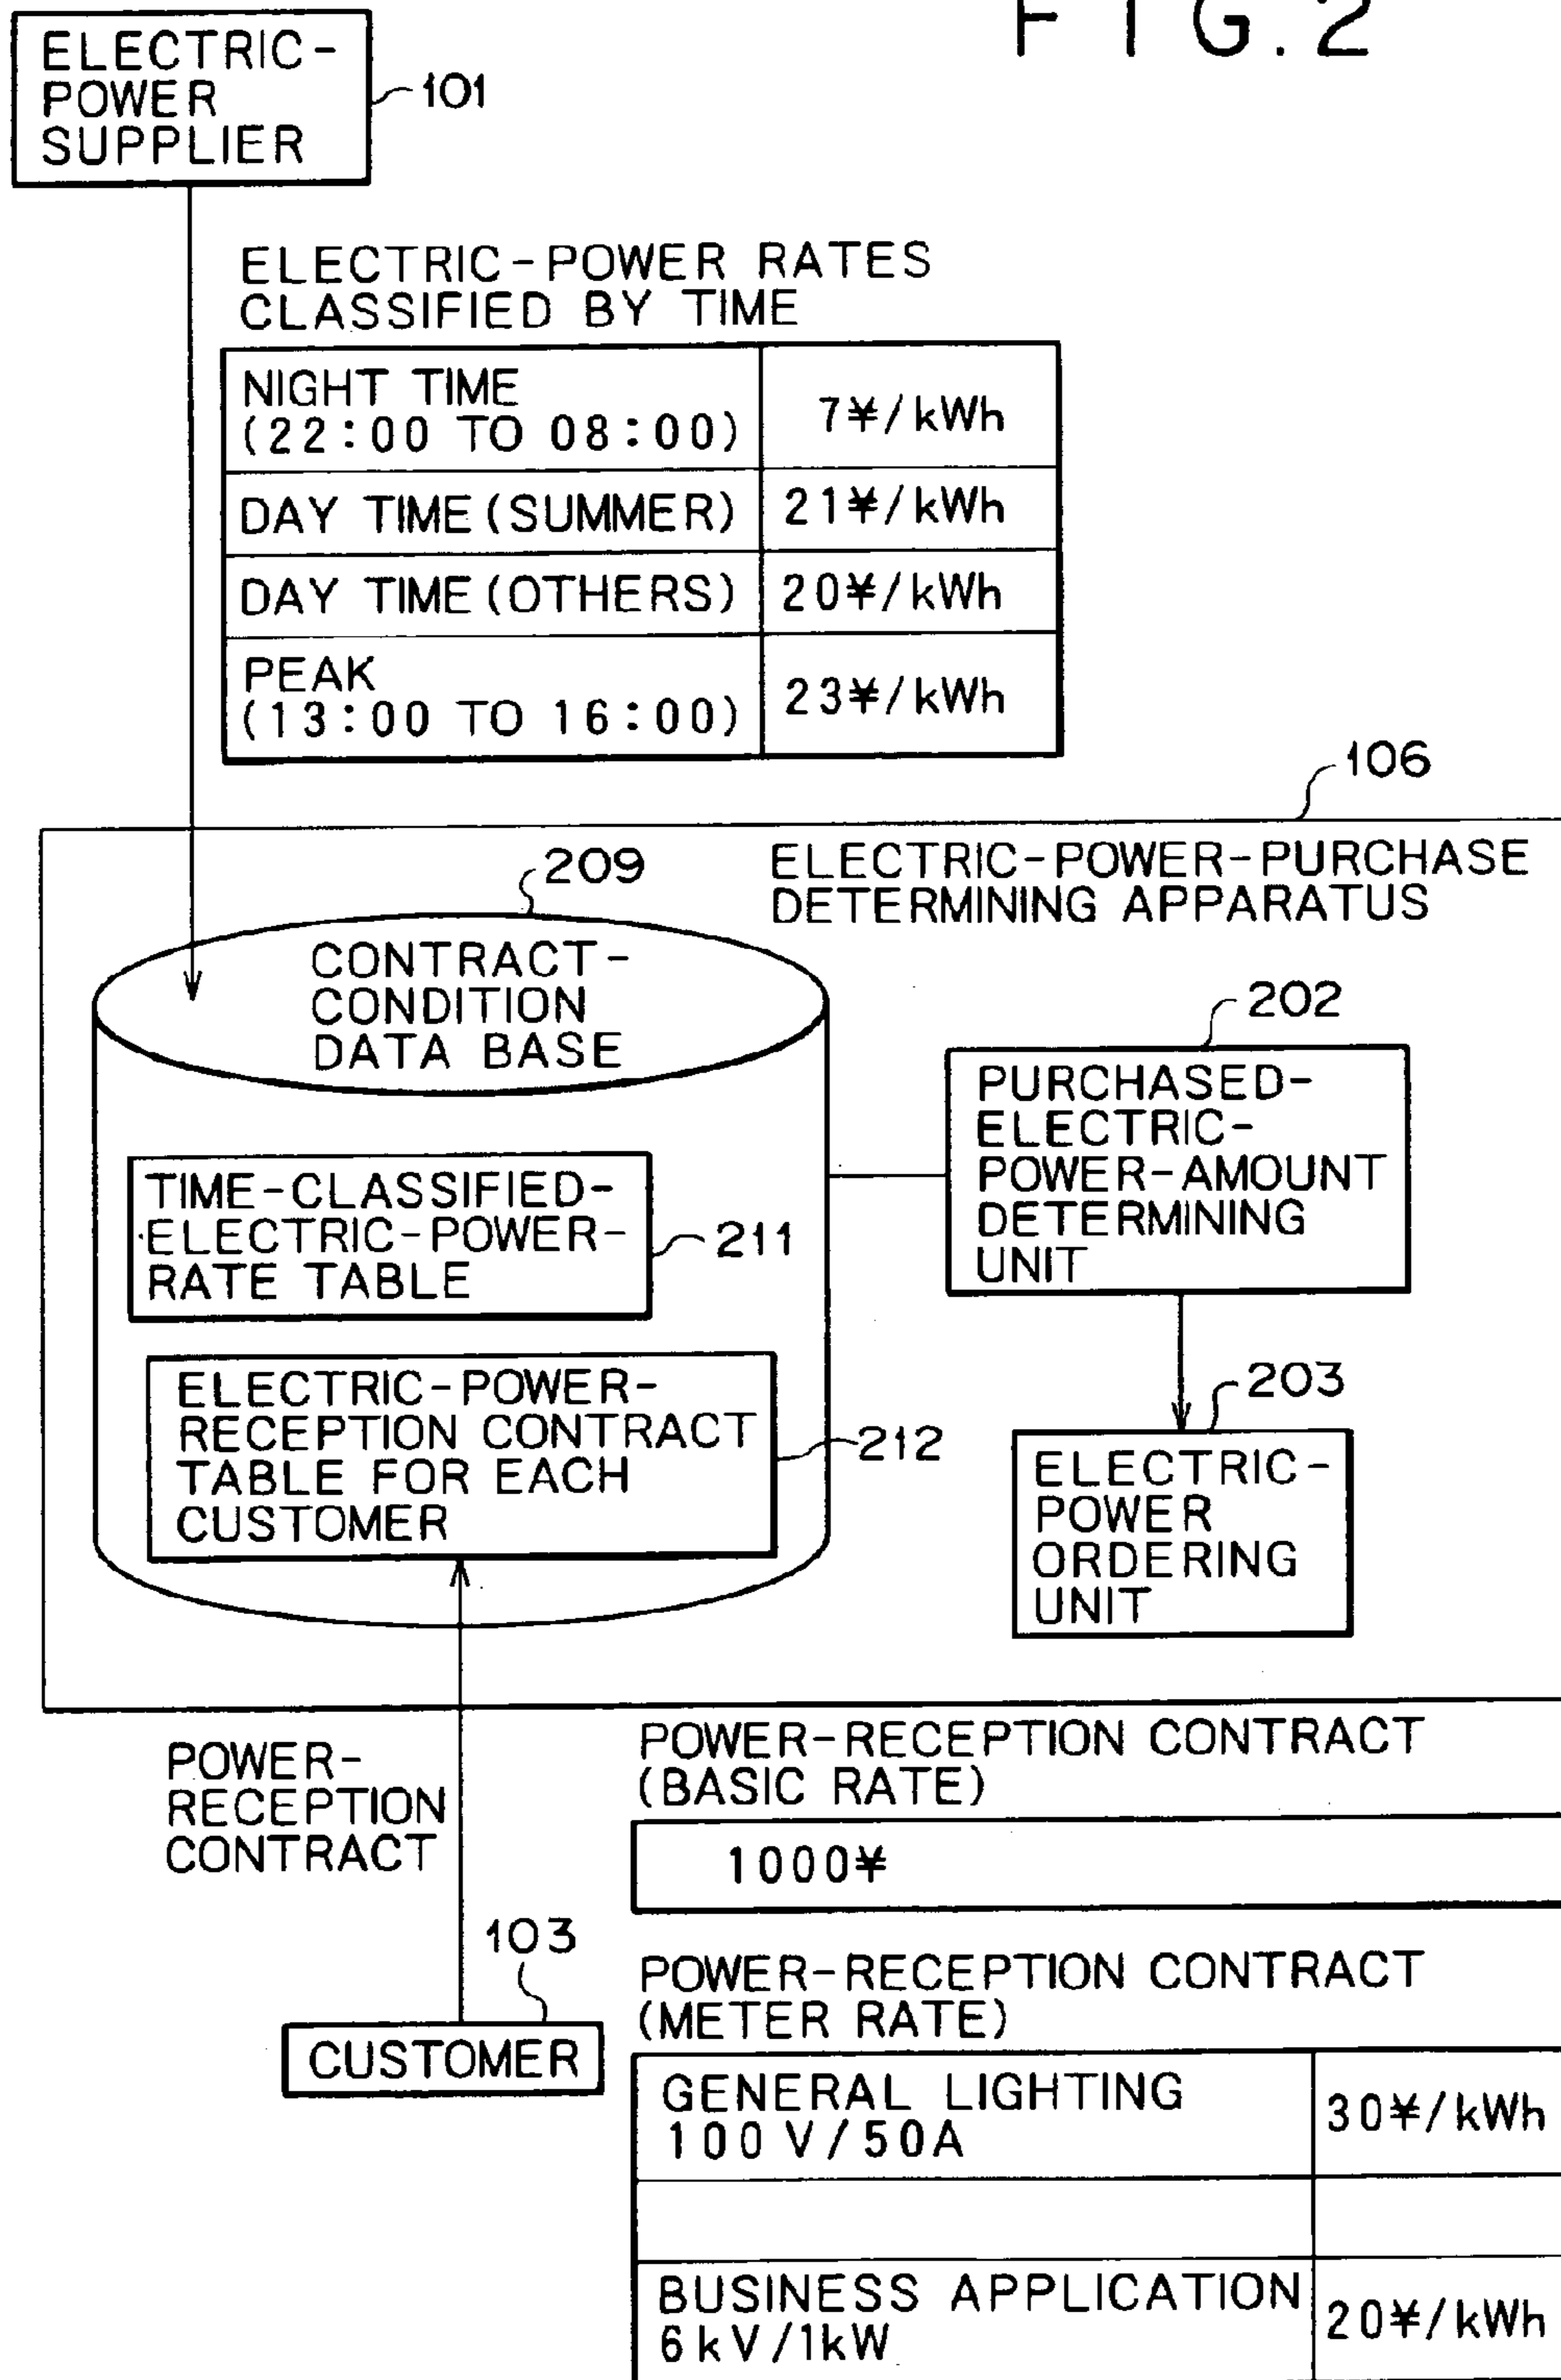 FIG.2
ELECTRIC-
POWER
SUPPLIER
101
ELECTRIC-POWER RATES
CLASSIFIED BY TIME
NIGHT TIME
(22:00 TO 08:00)
7¥/kWh
DAY TIME(SUMMER)
21¥/kWh
DAY TIME(OTHERS)
20¥/kWh
PEAK
(13:00 TO 16:00)
23¥/kWh
106
ELECTRIC-POWER-PURCHASE
DETERMINING APPARATUS
209
CONTRACT-
CONDITION
DATA BASE
202
PURCHASED-
ELECTRIC-
POWER-AMOUNT
DETERMINING
UNIT
TIME-CLASSIFIED-
ELECTRIC-POWER-
RATE TABLE
211
ELECTRIC-POWER-
RECEPTION CONTRACT
TABLE FOR EACH
CUSTOMER
212
203
ELECTRIC-
POWER
ORDERING
UNIT
POWER-
RECEPTION
CONTRACT
POWER-RECEPTION CONTRACT
(BASIC RATE)
1000¥
103
CUSTOMER
POWER-RECEPTION CONTRACT
(METER RATE)
GENERAL LIGHTING
100V/50A
30¥/kWh
BUSINESS APPLICATION
6kV/1kW
20¥/kWh